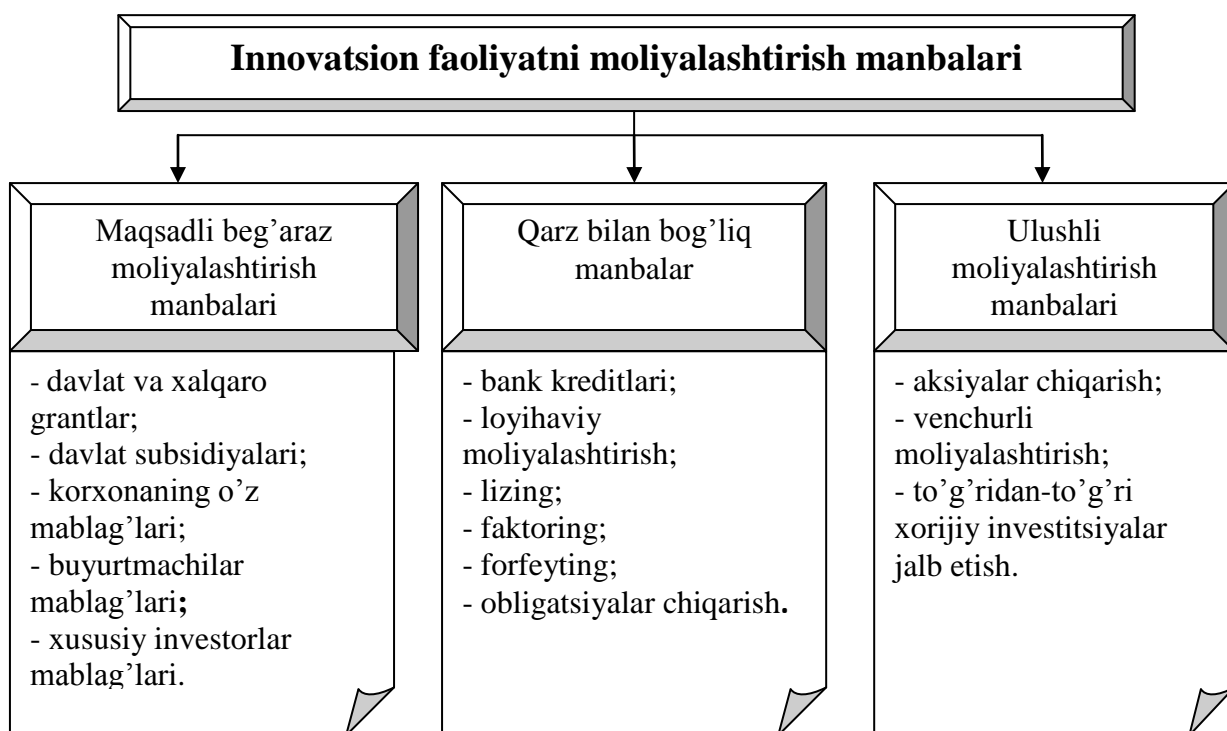 Innovatsion faoliyatni moliyalashtirish manbalari
Maqsadli beg’araz
moliyalashtirish
manbalari
- davlat va xalqaro
grantlar;
- davlat subsidiyalari;
- korxonaning o’z
mablag’lari;
- buyurtmachilar
mablag’lari;
- xususiy investorlar
mablag’lari.
Qarz bilan bog’liq
manbalar
- bank kreditlari;
- loyihaviy
moliyalashtirish;
- lizing;
- faktoring;
- forfeyting;
- obligatsiyalar chiqarish.
Ulushli
moliyalashtirish
manbalari
- aksiyalar chiqarish;
- venchurli
moliyalashtirish;
- to’g’ridan-to’g’ri
xorijiy investitsiyalar
jalb etish.